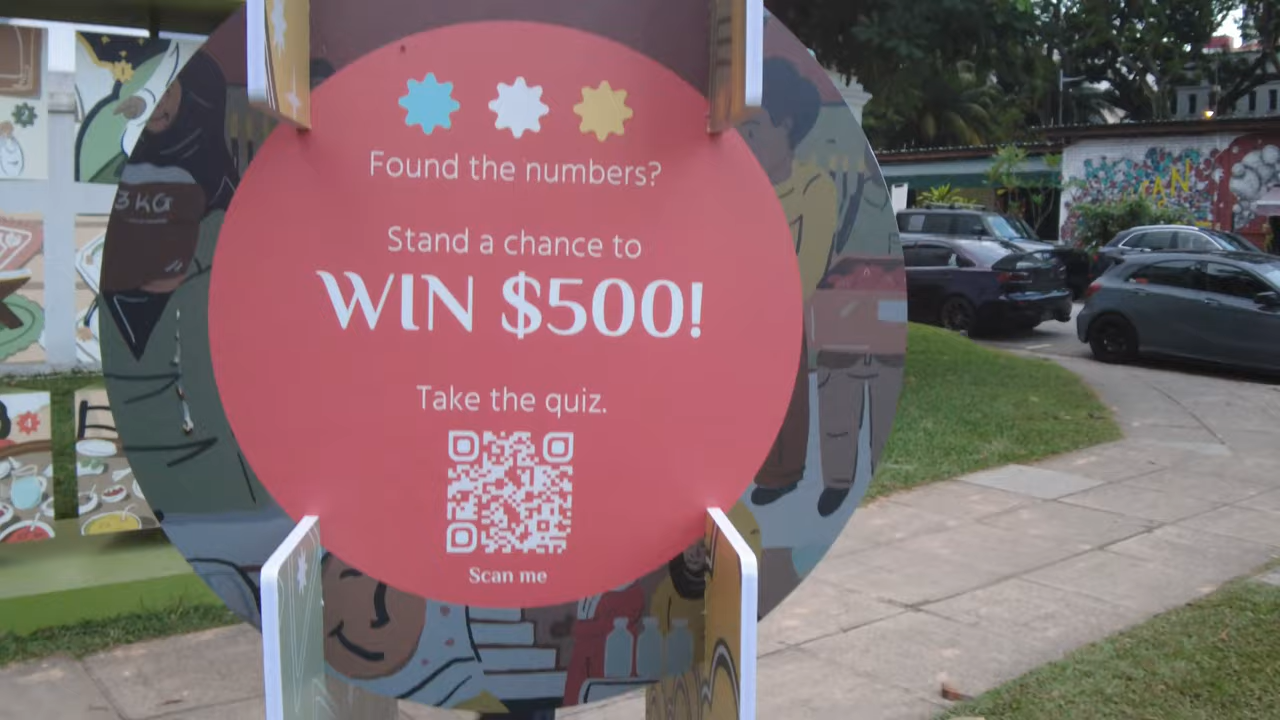 Found the numbers?
Stand a chance to
WIN $500!
Take the quiz.
Scan me
3 KG